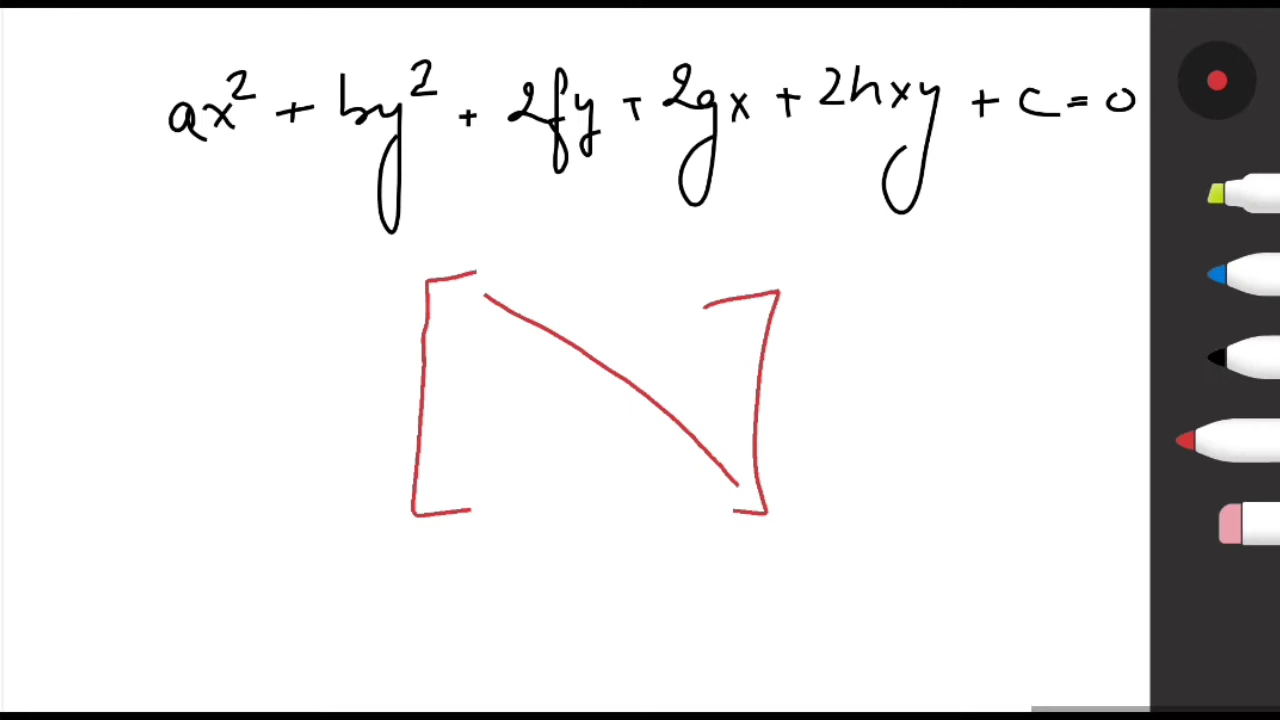 ax² + by² + 2fy + 2gx + 2hxy + c = 0